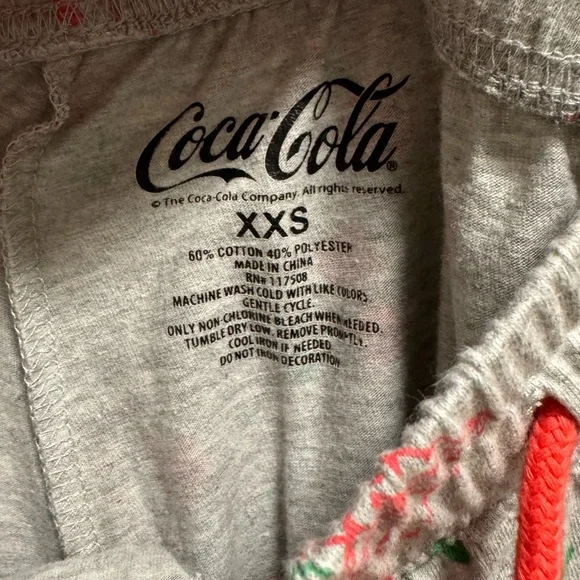 Coca-Cola®
© The Coca-Cola Company. All rights reserved.
XXS
60% COTTON 40% POLYESTER
MADE IN CHINA
RN# 117508
MACHINE WASH COLD WITH LIKE COLORS.
GENTLE CYCLE.
ONLY NON-CHLORINE BLEACH WHEN NEEDED.
TUMBLE DRY LOW. REMOVE PROMPTLY.
COOL IRON IF NEEDED
DO NOT IRON DECORATION